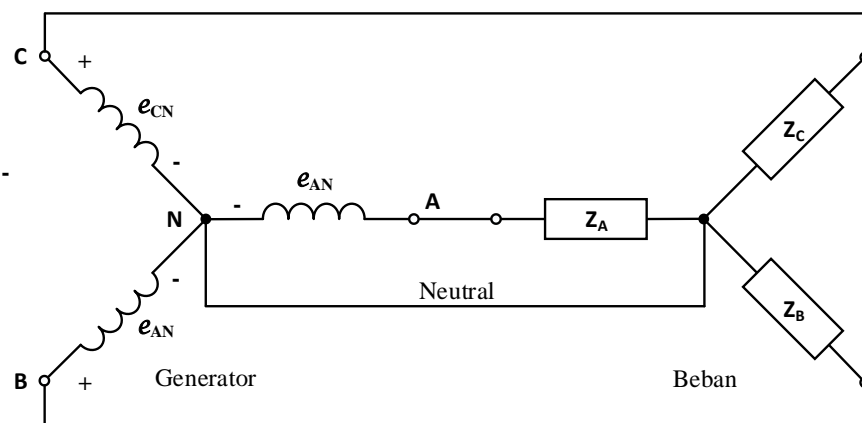 C
+
e_CN
-
-
Z_C
e_AN
A
N
-
Z_A
-
Neutral
e_AN
Z_B
B
+
Generator
Beban